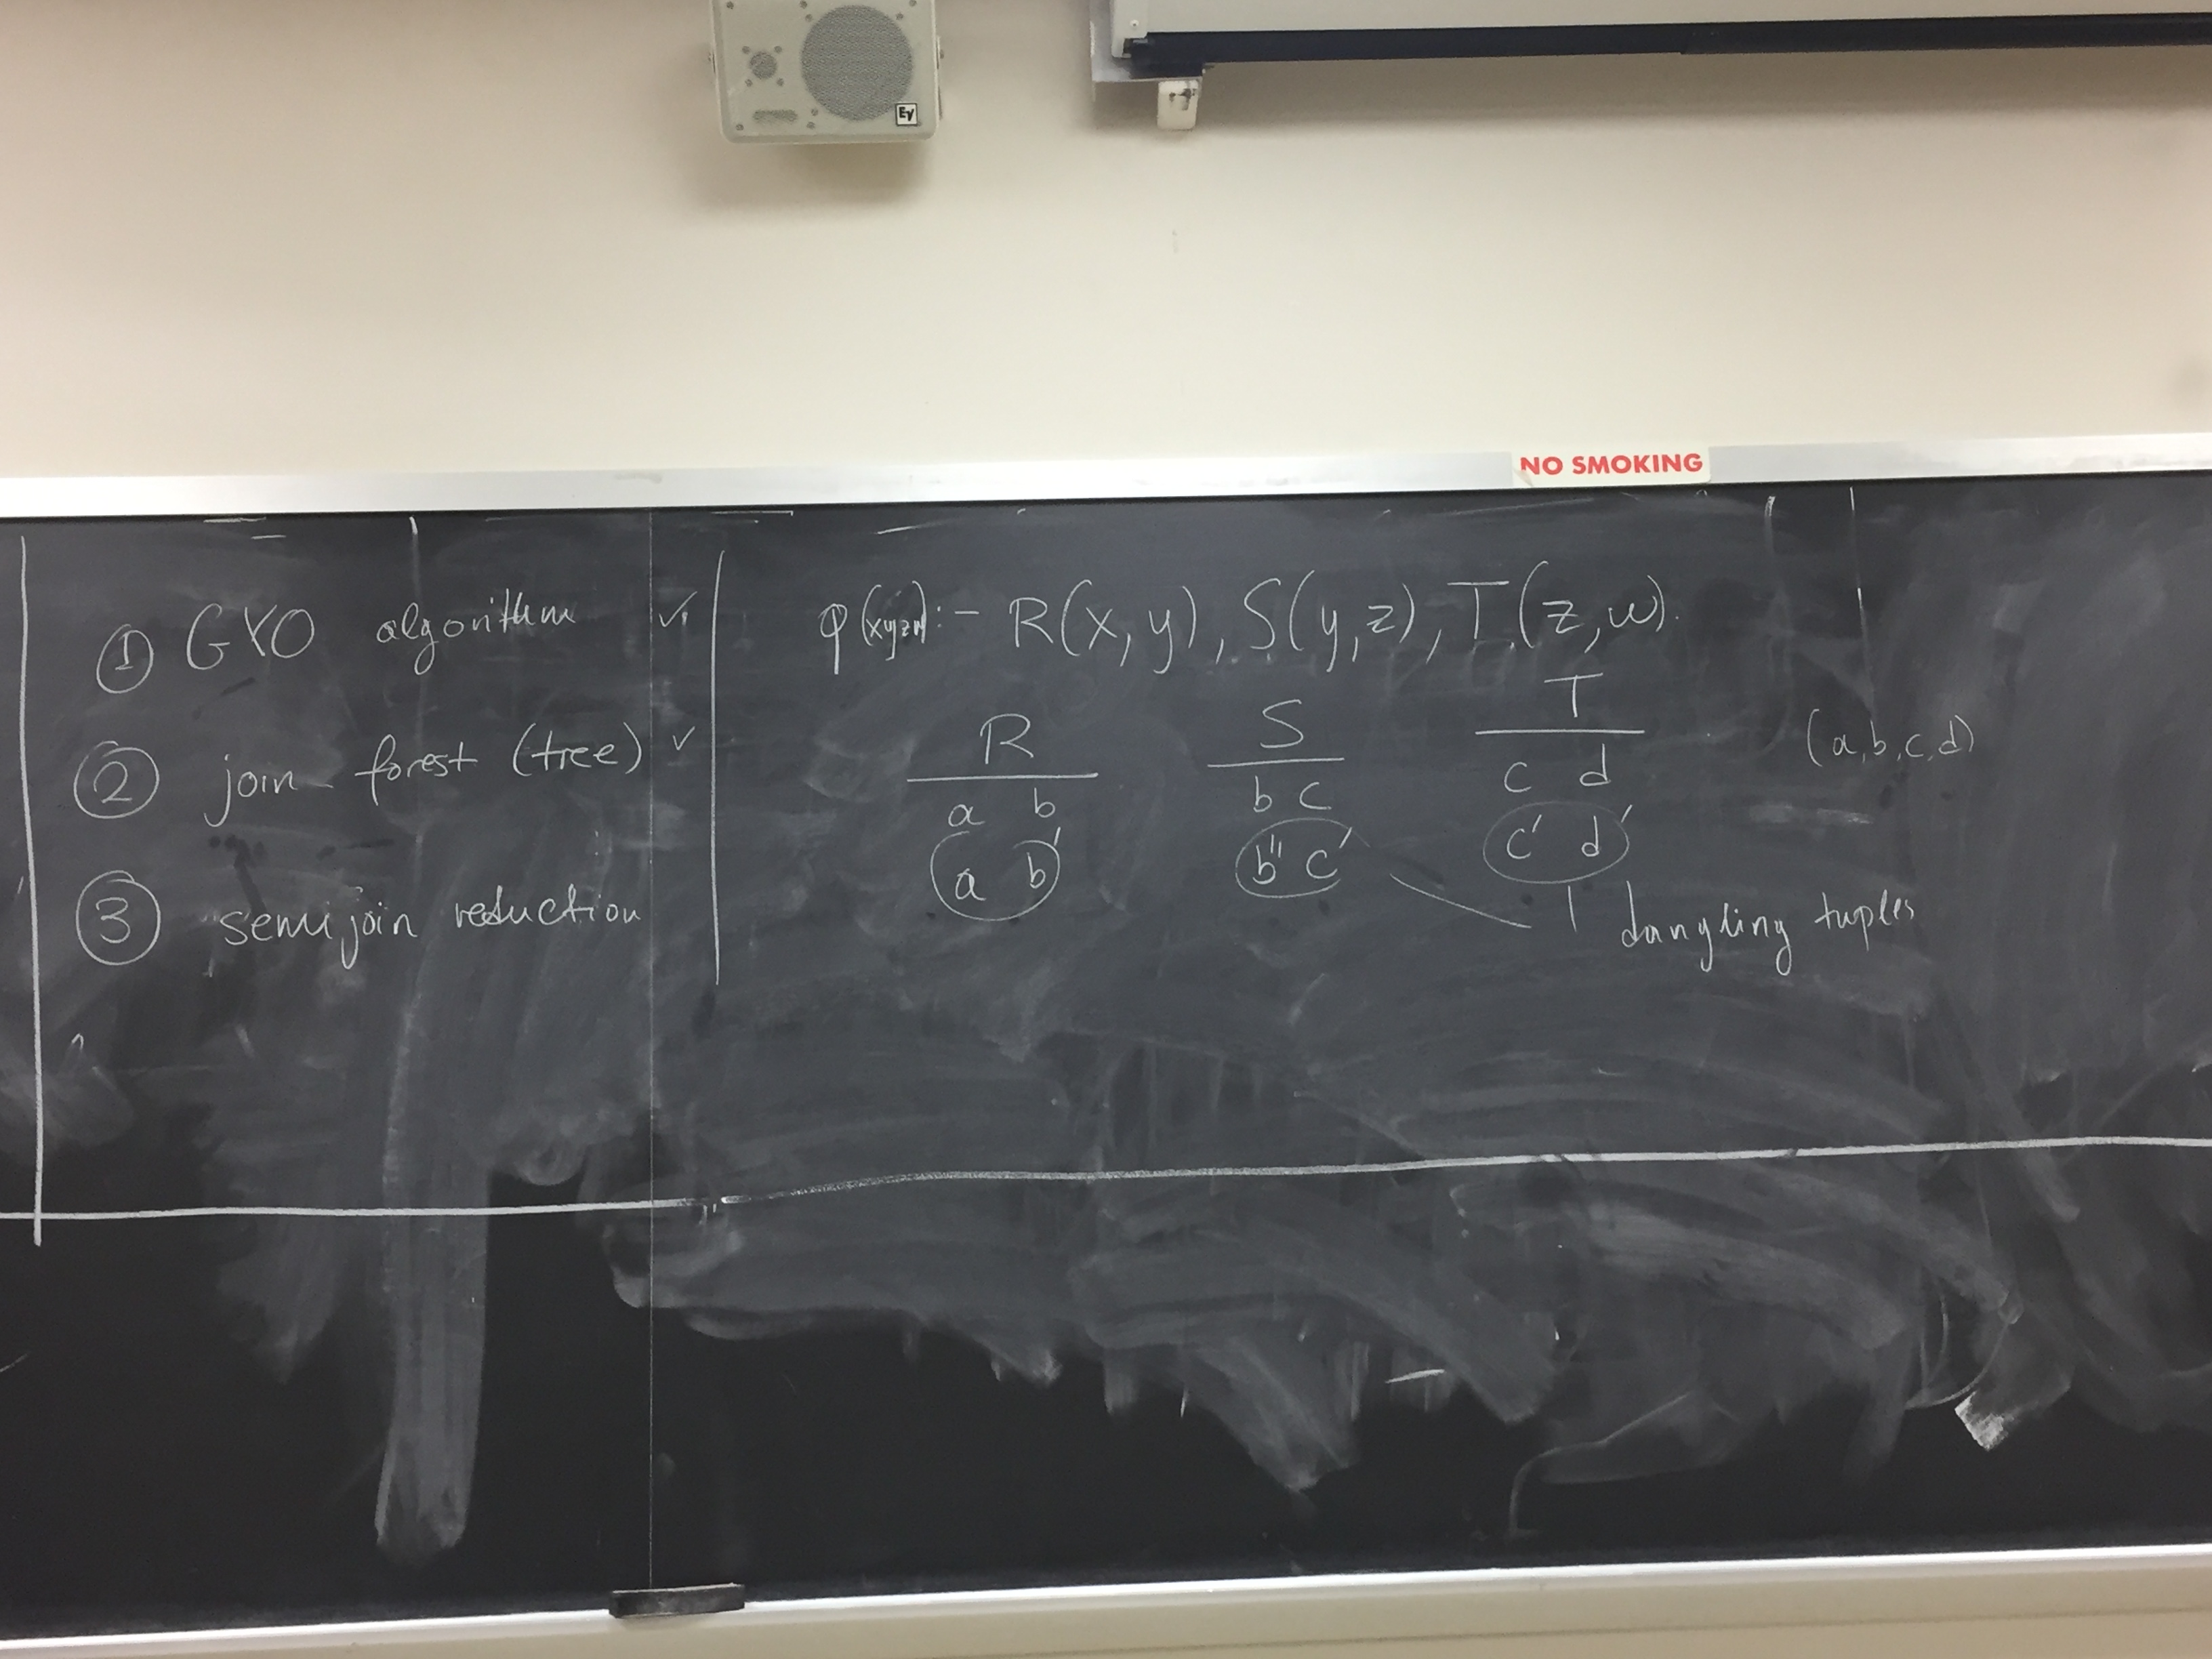 EV
NO SMOKING
① GYO algorithm ✓
② join forest (tree) ✓
③ semijoin reduction
q(xyzw) :- R(x,y), S(y,z), T(z,w).
R
a b
a b′
S
b c
b″ c′
T
c d
c′ d′
(a,b,c,d)
dangling tuples